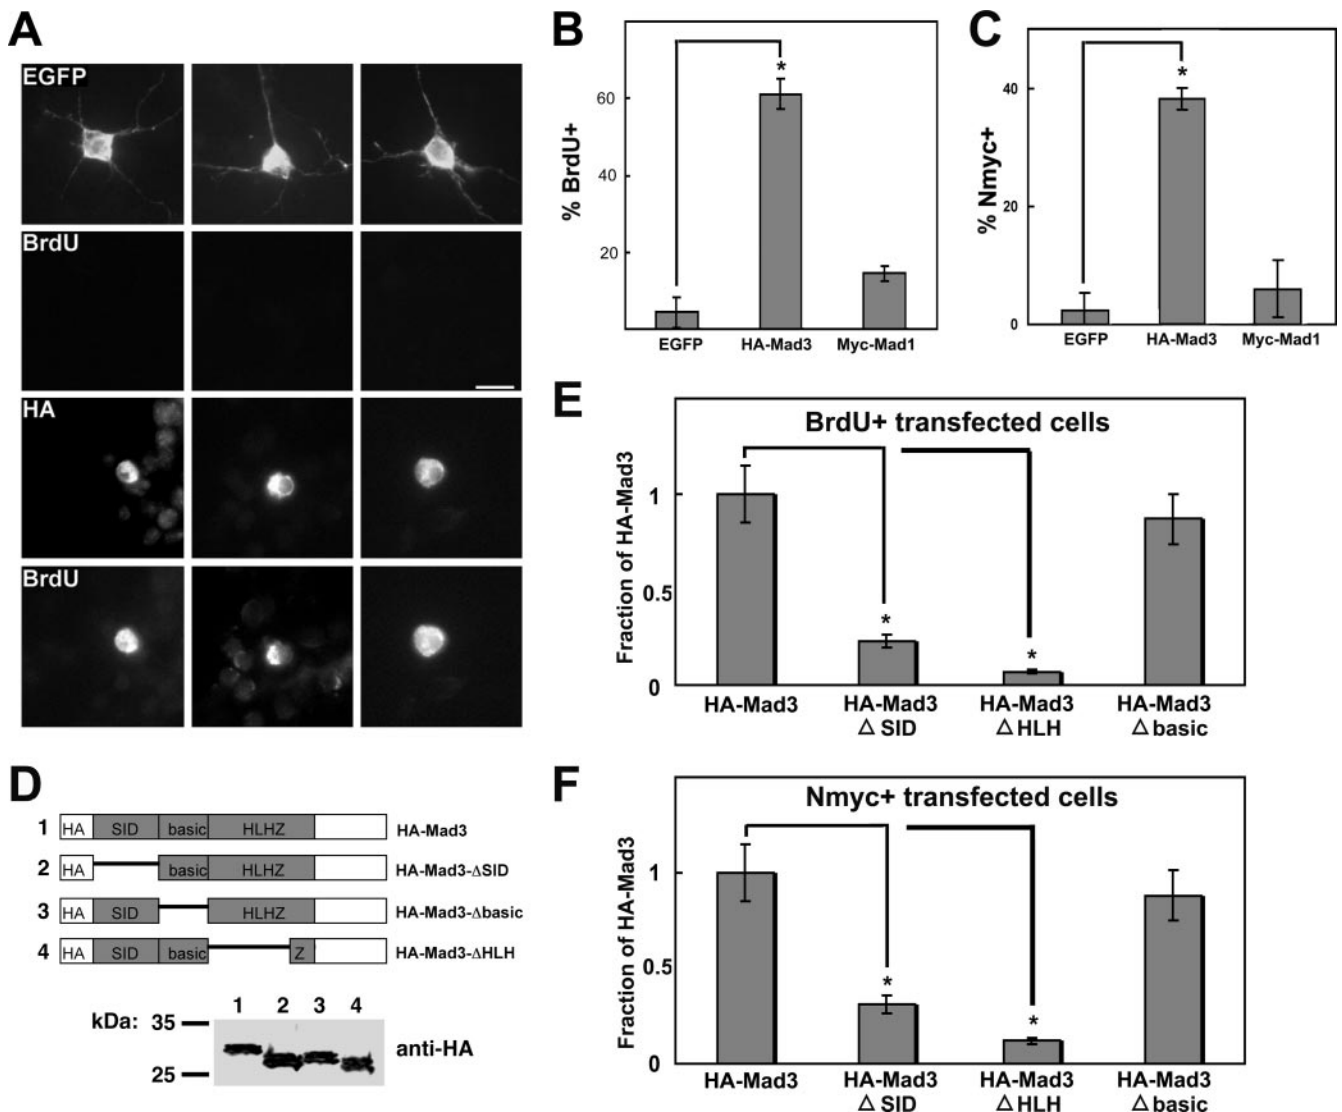 A
EGFP
BrdU
HA
BrdU
B
% BrdU+
60
40
20
*
EGFP HA-Mad3 Myc-Mad1
C
% Nmyc+
40
20
0
*
EGFP HA-Mad3 Myc-Mad1
D
1 HA SID basic HLHZ HA-Mad3
2 HA basic HLHZ HA-Mad3-ΔSID
3 HA SID HLHZ HA-Mad3-Δbasic
4 HA SID basic Z HA-Mad3-ΔHLH
1 2 3 4
kDa: 35
25
anti-HA
E
BrdU+ transfected cells
Fraction of HA-Mad3
1
0.5
0
*
*
HA-Mad3 HA-Mad3 HA-Mad3 HA-Mad3
△ SID △ HLH △ basic
F
Nmyc+ transfected cells
Fraction of HA-Mad3
1
0.5
0
*
*
HA-Mad3 HA-Mad3 HA-Mad3 HA-Mad3
△ SID △ HLH △ basic